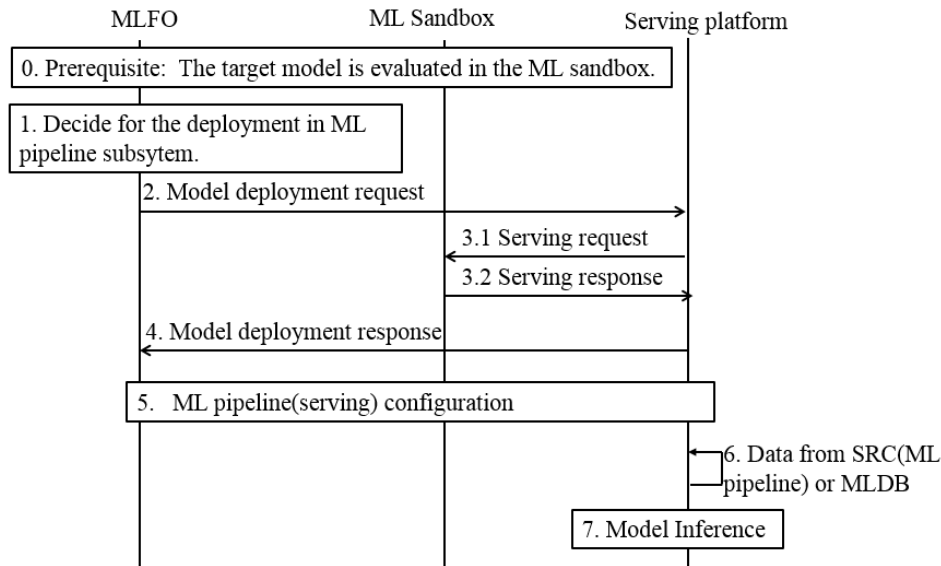 MLFO
ML Sandbox
Serving platform
0. Prerequisite: The target model is evaluated in the ML sandbox.
1. Decide for the deployment in ML
pipeline subsytem.
2. Model deployment request
3.1 Serving request
3.2 Serving response
4. Model deployment response
5. ML pipeline(serving) configuration
6. Data from SRC(ML
pipeline) or MLDB
7. Model Inference